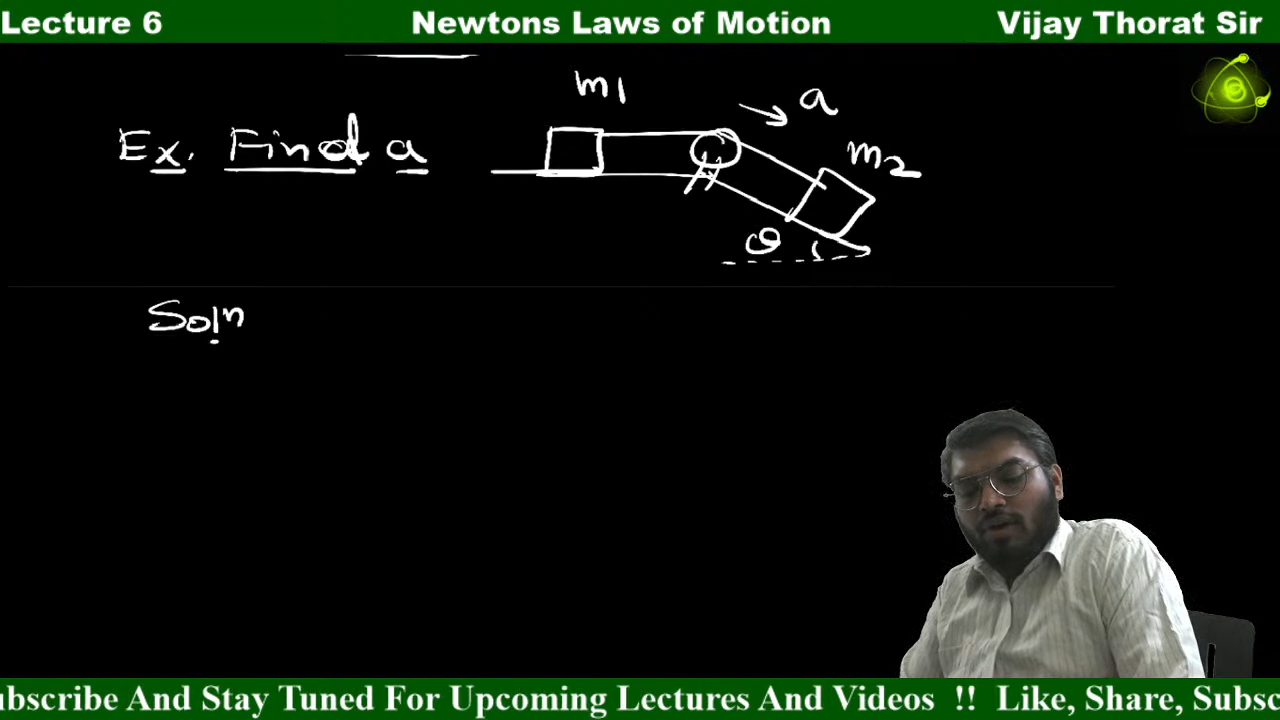 Lecture 6 Newtons Laws of Motion Vijay Thorat Sir
m1
a
Ex. Find a
m2
θ
Soln
ubscribe And Stay Tuned For Upcoming Lectures And Videos !! Like, Share, Subsc